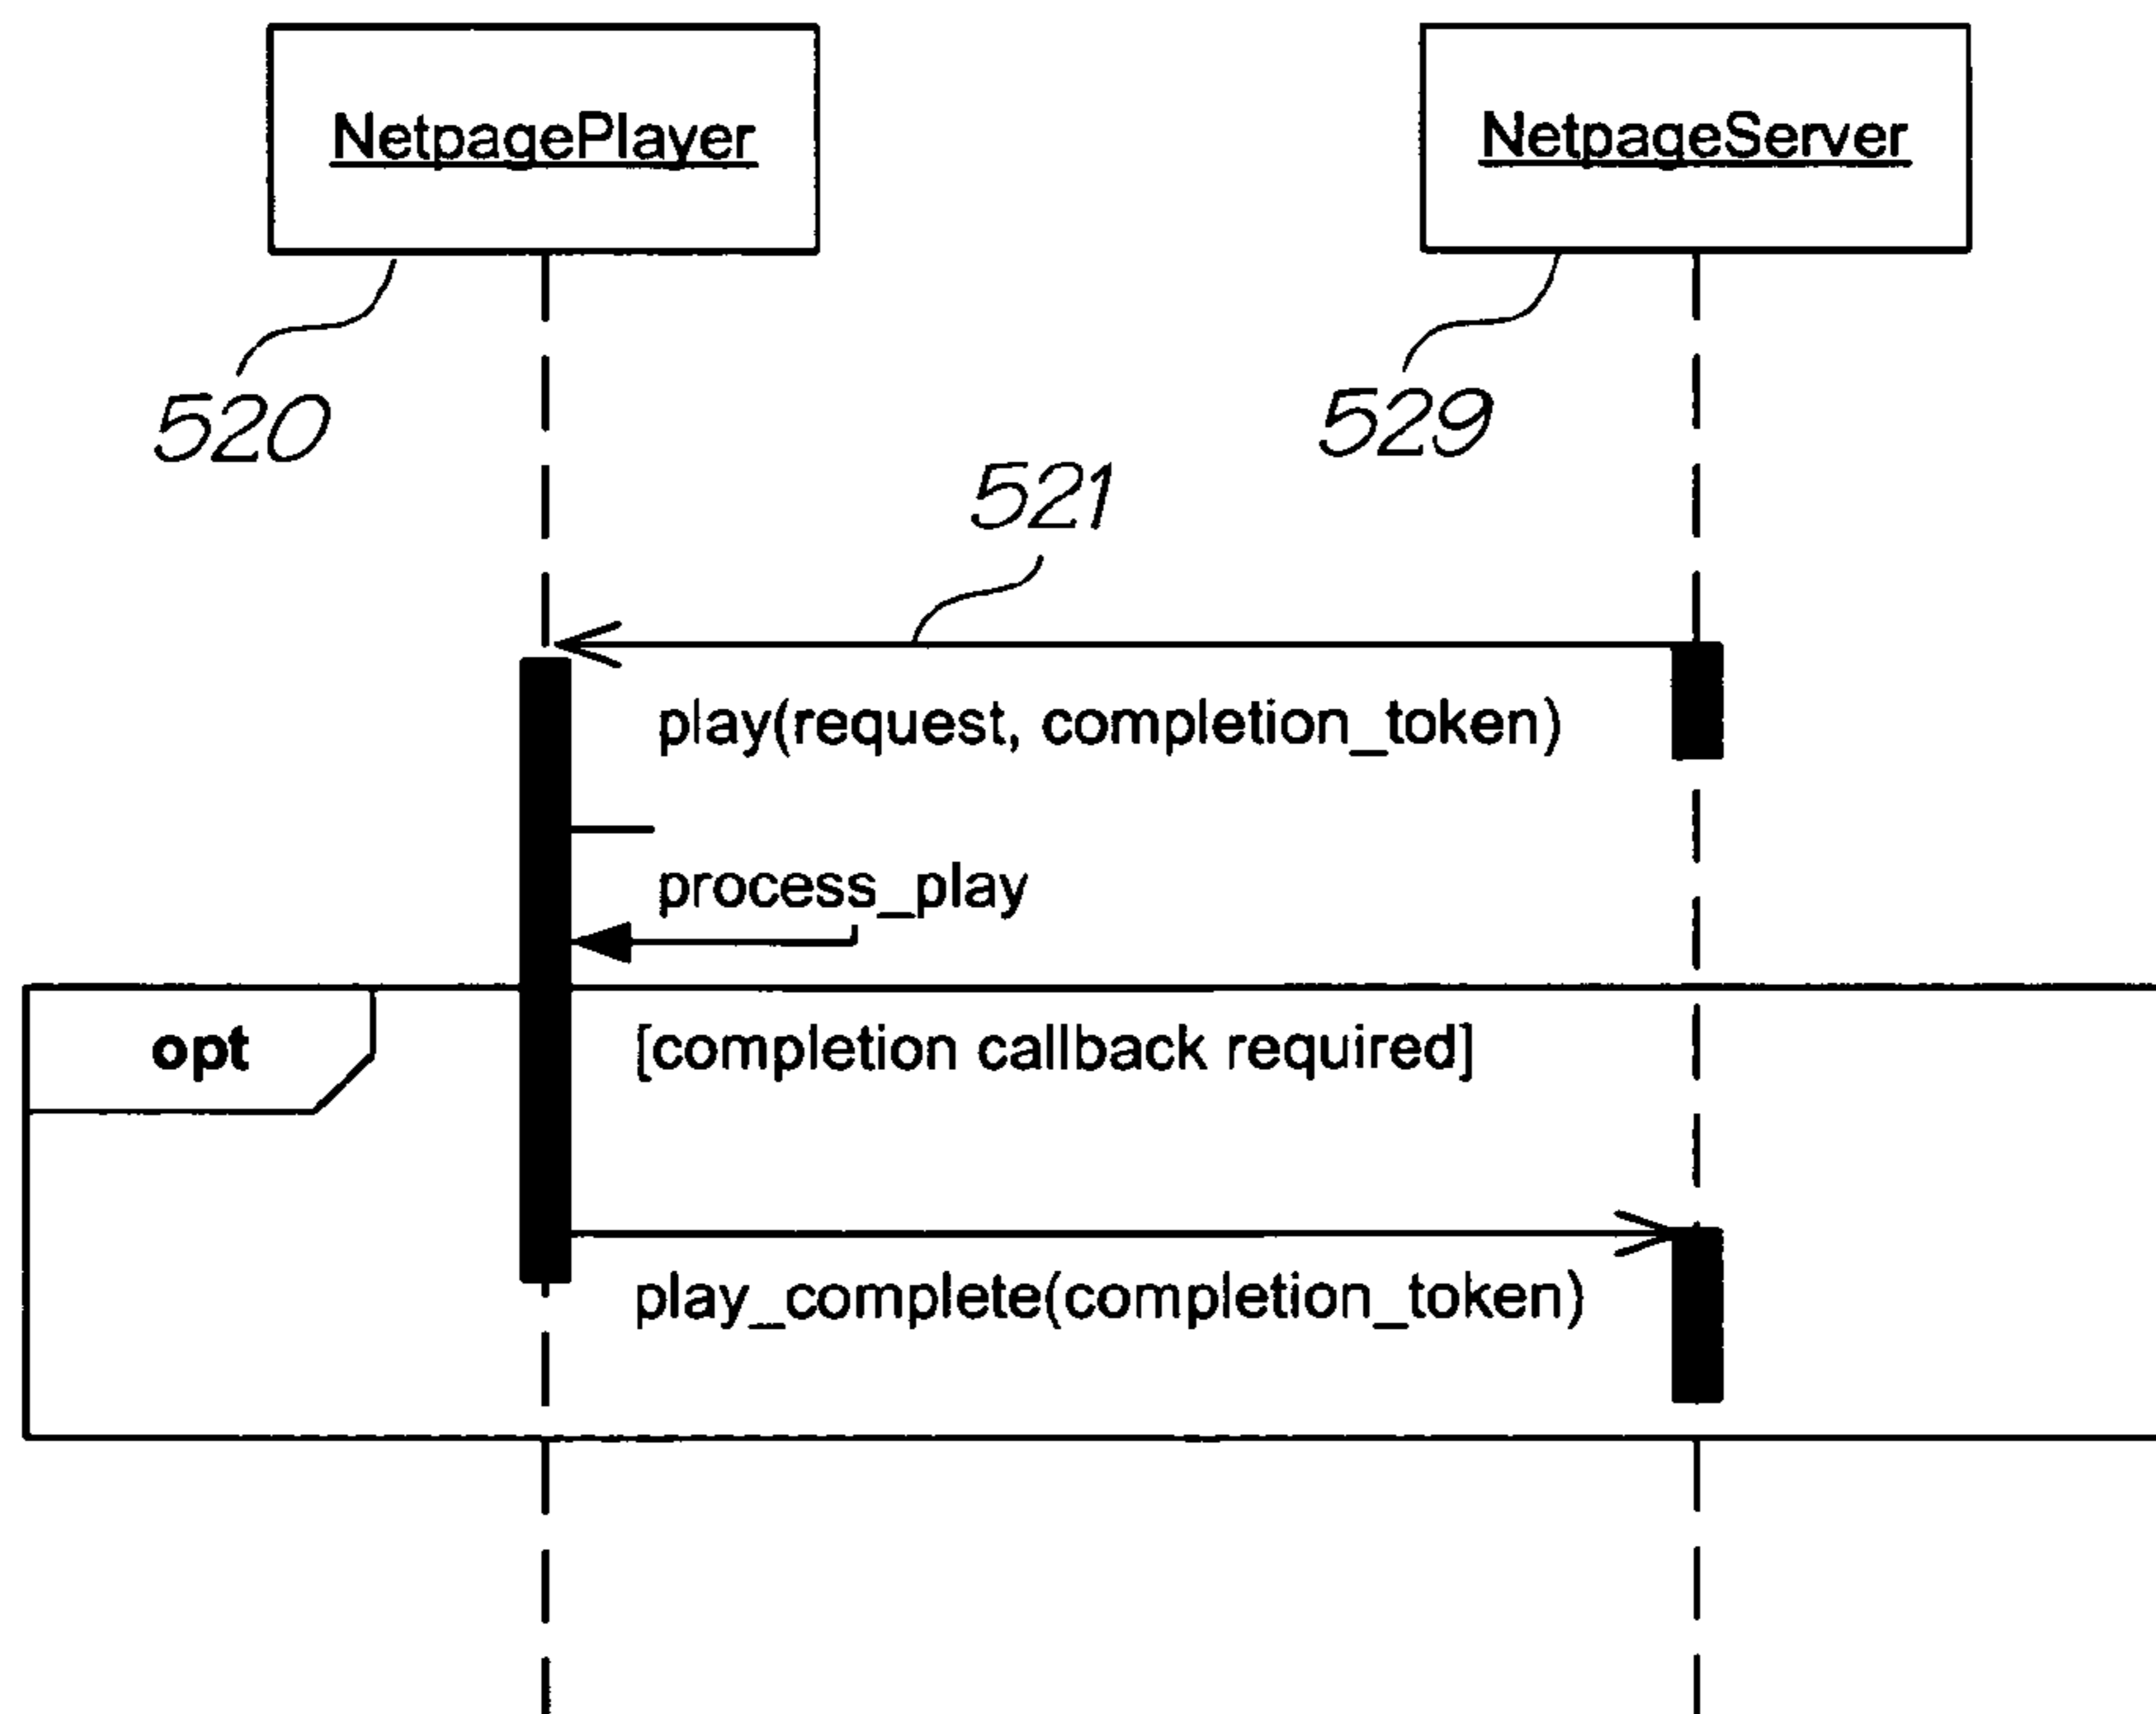 NetpagePlayer
NetpageServer
520
529
521
play(request, completion_token)
process_play
opt
[completion callback required]
play_complete(completion_token)